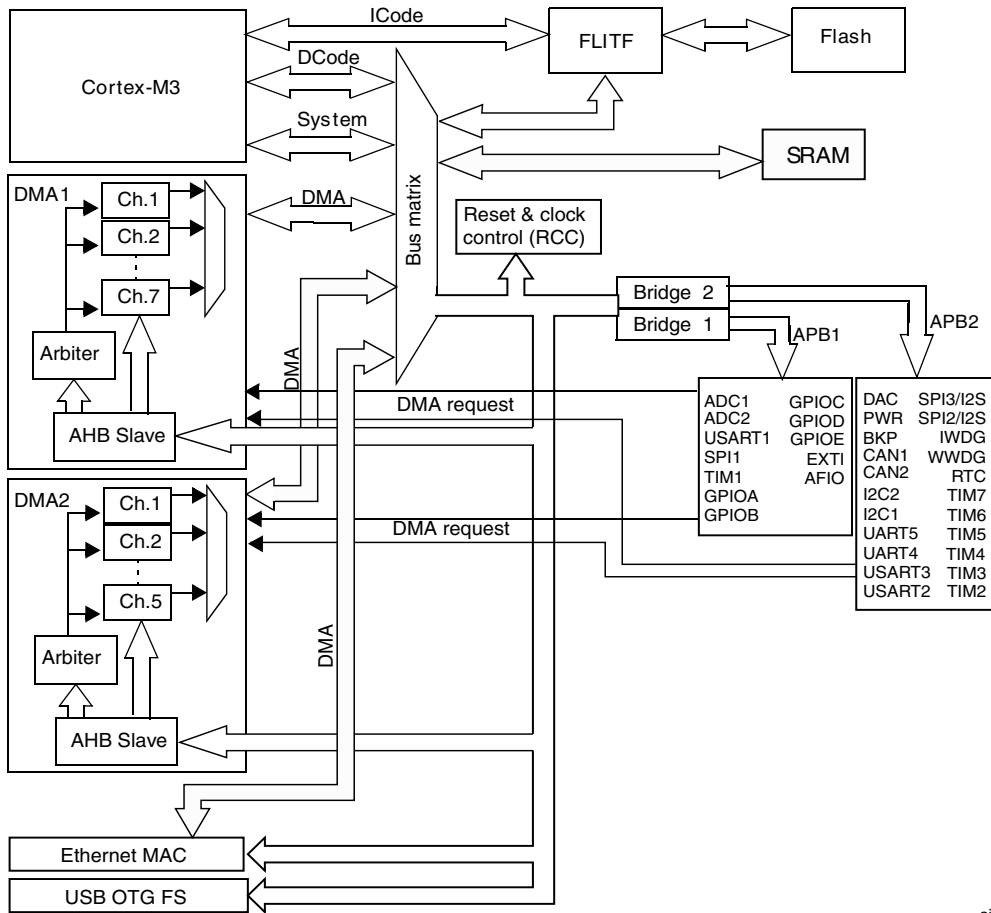 ICode
FLITF
Flash
Cortex-M3
DCode
System
SRAM
DMA1
Ch.1
Ch.2
Ch.7
Arbiter
AHB Slave
DMA
Bus matrix
Reset & clock
control (RCC)
Bridge 2
Bridge 1
APB1
APB2
DMA
DMA request
ADC1 GPIOC
ADC2 GPIOD
USART1 GPIOE
SPI1 EXTI
TIM1 AFIO
GPIOA
GPIOB
DAC SPI3/I2S
PWR SPI2/I2S
BKP IWDG
CAN1 WWDG
CAN2 RTC
I2C2 TIM7
I2C1 TIM6
UART5 TIM5
UART4 TIM4
USART3 TIM3
USART2 TIM2
DMA2
Ch.1
Ch.2
Ch.5
Arbiter
AHB Slave
DMA request
DMA
Ethernet MAC
USB OTG FS